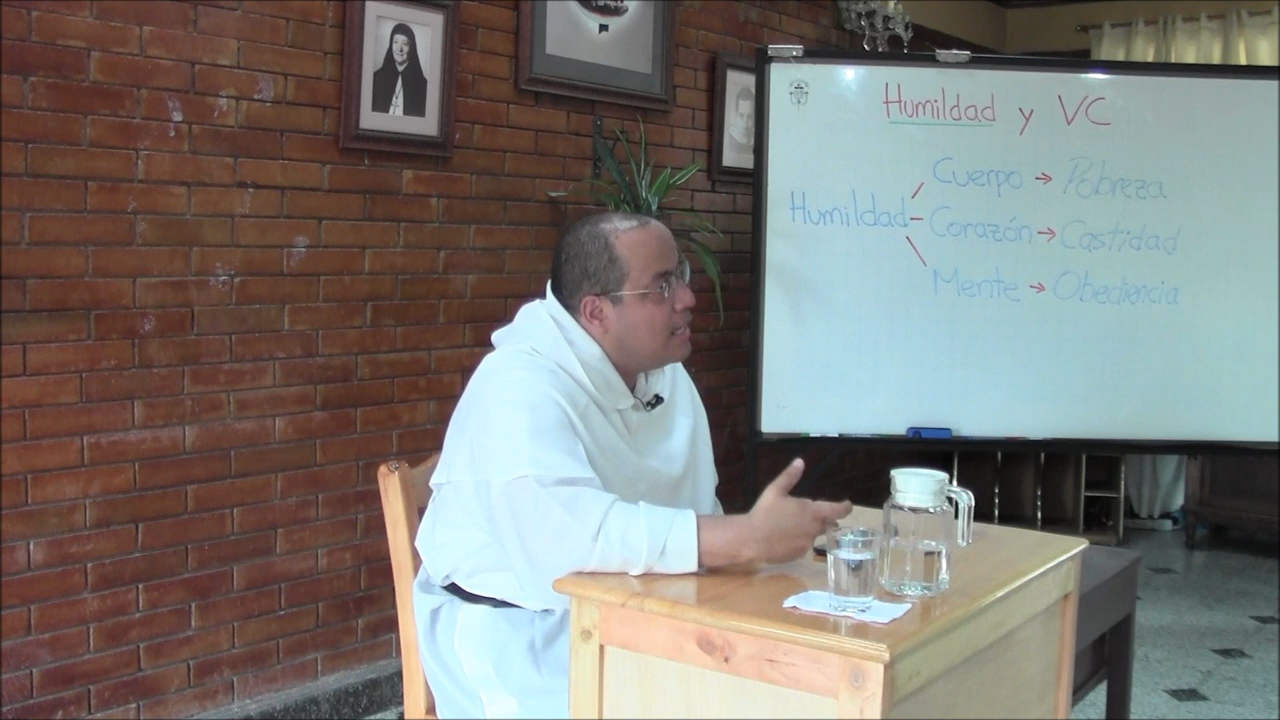 Humildad y VC
Cuerpo → Pobreza
Humildad - Corazón → Castidad
Mente → Obediencia